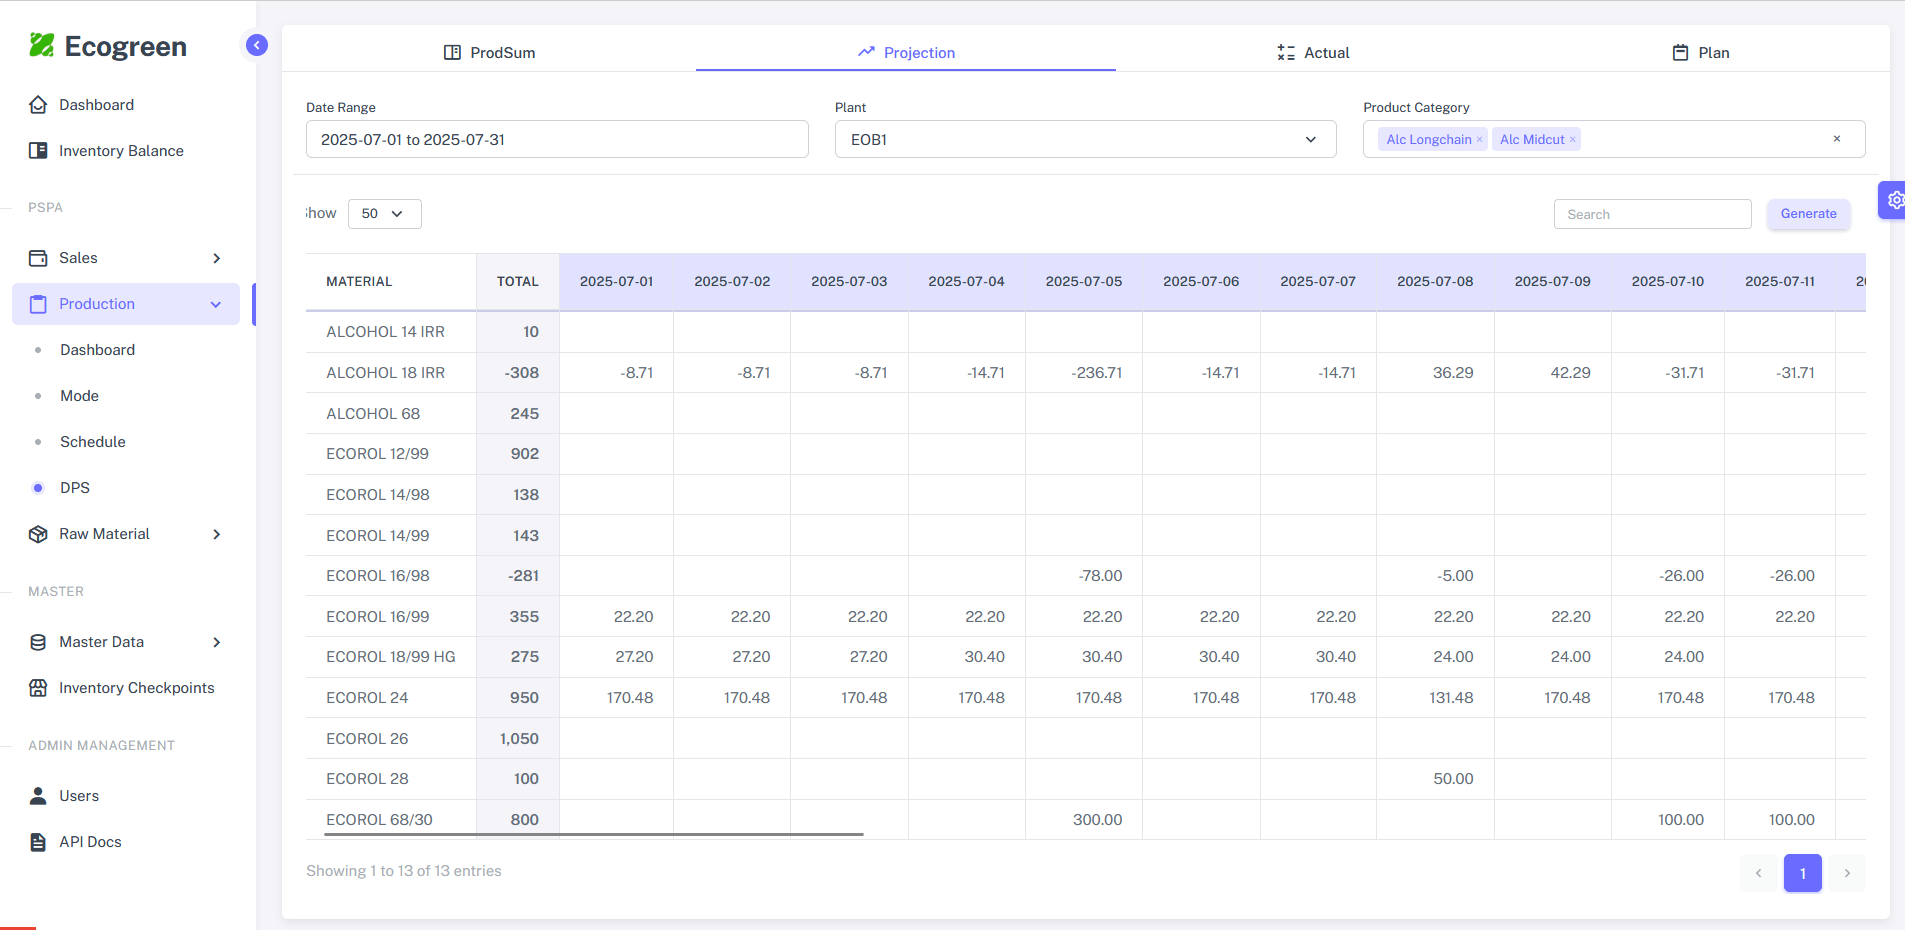 Ecogreen
Dashboard
Inventory Balance
PSPA
Sales
Production
Dashboard
Mode
Schedule
DPS
Raw Material
MASTER
Master Data
Inventory Checkpoints
ADMIN MANAGEMENT
Users
API Docs
ProdSum Projection Actual Plan
Date Range Plant Product Category
2025-07-01 to 2025-07-31 EOB1 Alc Longchain × Alc Midcut × ×
how 50 Search Generate
MATERIAL TOTAL 2025-07-01 2025-07-02 2025-07-03 2025-07-04 2025-07-05 2025-07-06 2025-07-07 2025-07-08 2025-07-09 2025-07-10 2025-07-11
ALCOHOL 14 IRR 10
ALCOHOL 18 IRR -308 -8.71 -8.71 -8.71 -14.71 -236.71 -14.71 -14.71 36.29 42.29 -31.71 -31.71
ALCOHOL 68 245
ECOROL 12/99 902
ECOROL 14/98 138
ECOROL 14/99 143
ECOROL 16/98 -281 -78.00 -5.00 -26.00 -26.00
ECOROL 16/99 355 22.20 22.20 22.20 22.20 22.20 22.20 22.20 22.20 22.20 22.20 22.20
ECOROL 18/99 HG 275 27.20 27.20 27.20 30.40 30.40 30.40 30.40 24.00 24.00 24.00
ECOROL 24 950 170.48 170.48 170.48 170.48 170.48 170.48 170.48 131.48 170.48 170.48 170.48
ECOROL 26 1,050
ECOROL 28 100 50.00
ECOROL 68/30 800 300.00 100.00 100.00
Showing 1 to 13 of 13 entries
‹ 1 ›